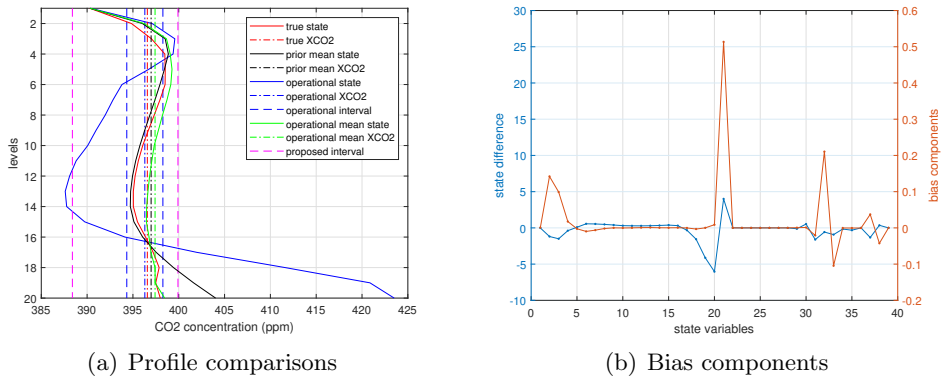 2
4
6
8
10
12
14
16
18
20
levels
385
390
395
400
405
410
415
420
425
CO2 concentration (ppm)
true state
true XCO2
prior mean state
prior mean XCO2
operational state
operational XCO2
operational interval
operational mean state
operational mean XCO2
proposed interval
(a) Profile comparisons
30
25
20
15
10
5
0
-5
-10
state difference
0
5
10
15
20
25
30
35
40
state variables
0.6
0.5
0.4
0.3
0.2
0.1
0
-0.1
-0.2
bias components
(b) Bias components